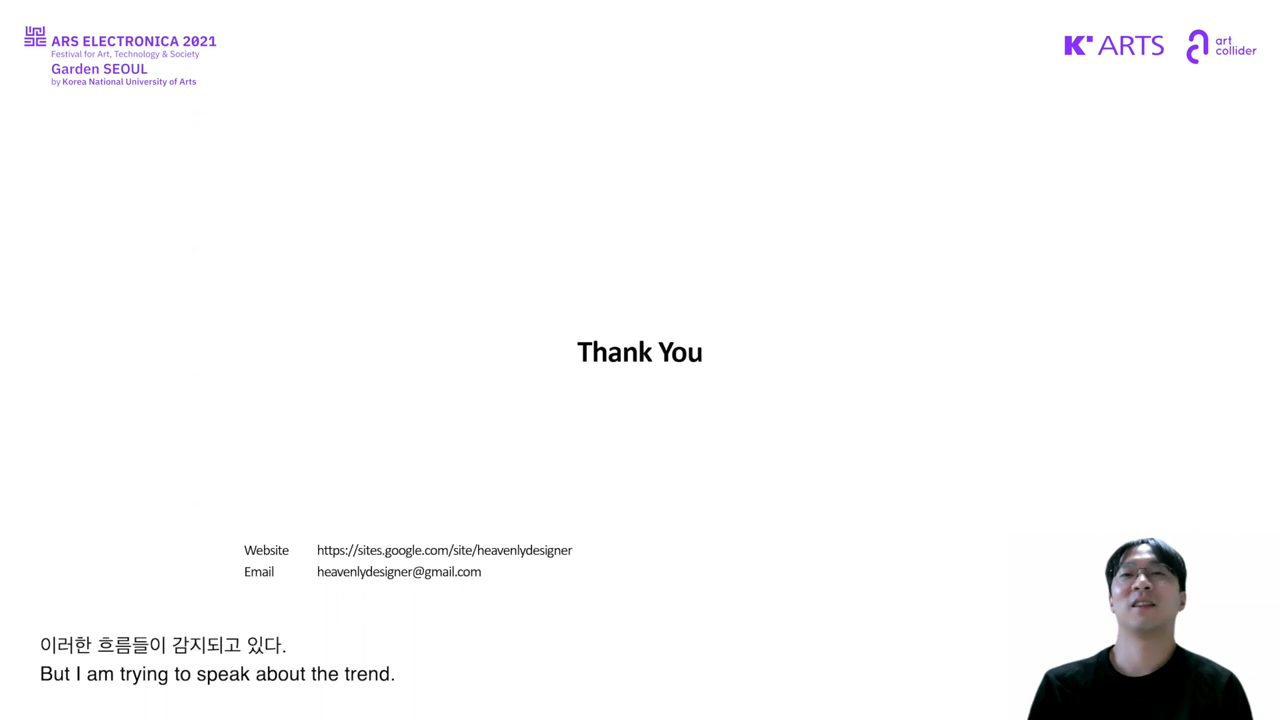 ARS ELECTRONICA 2021
Festival for Art, Technology & Society
Garden SEOUL
by Korea National University of Arts
K ARTS
art
collider
Thank You
Website https://sites.google.com/site/heavenlydesigner
Email heavenlydesigner@gmail.com
이러한 흐름들이 감지되고 있다.
But I am trying to speak about the trend.